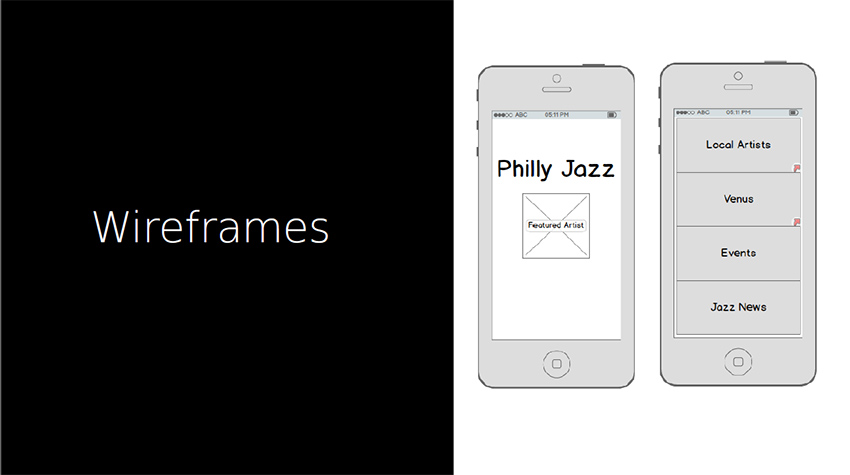 Wireframes
ABC 05:11 PM
Philly Jazz
Featured Artist
ABC 05:11 PM
Local Artists
Venus
Events
Jazz News